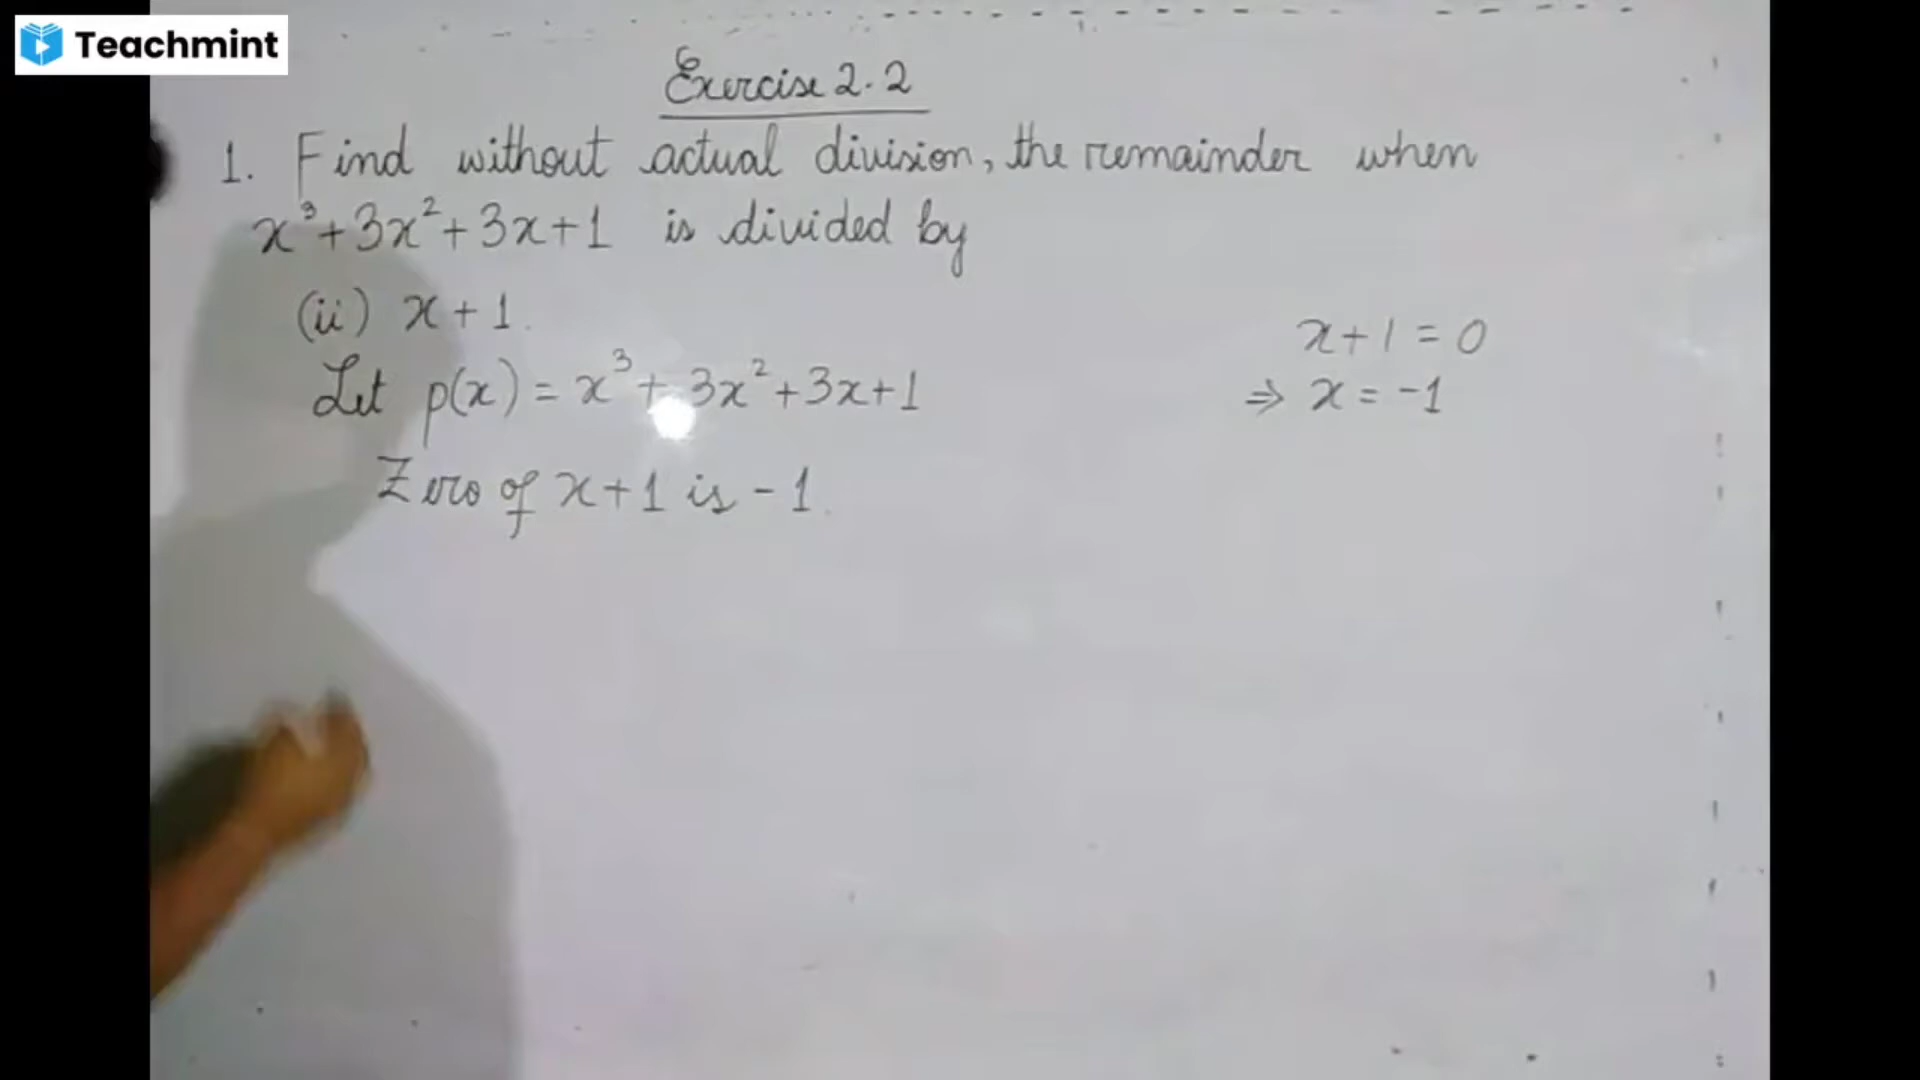 Teachmint
Exercise 2.2
1. Find without actual division, the remainder when
x³+3x²+3x+1 is divided by
(ii) x+1.
x+1=0
Let p(x)=x³+3x²+3x+1
⇒ x=-1
Zero of x+1 is -1.